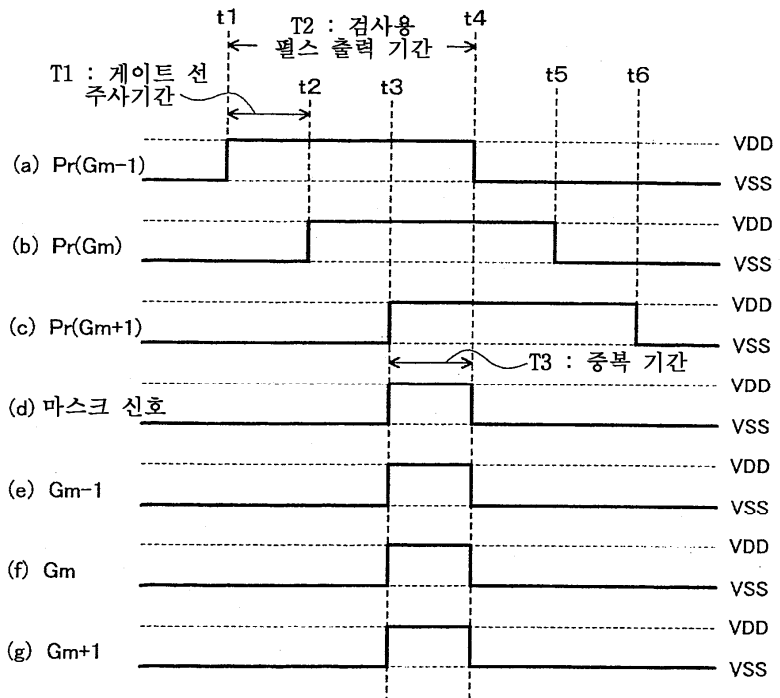 t1
T2 : 검사용
펄스 출력 기간
t4
T1 : 게이트 선
주사기간
t2
t3
t5
t6
(a) Pr(Gm-1)
VDD
VSS
(b) Pr(Gm)
VDD
VSS
(c) Pr(Gm+1)
VDD
VSS
T3 : 중복 기간
(d) 마스크 신호
VDD
VSS
(e) Gm-1
VDD
VSS
(f) Gm
VDD
VSS
(g) Gm+1
VDD
VSS